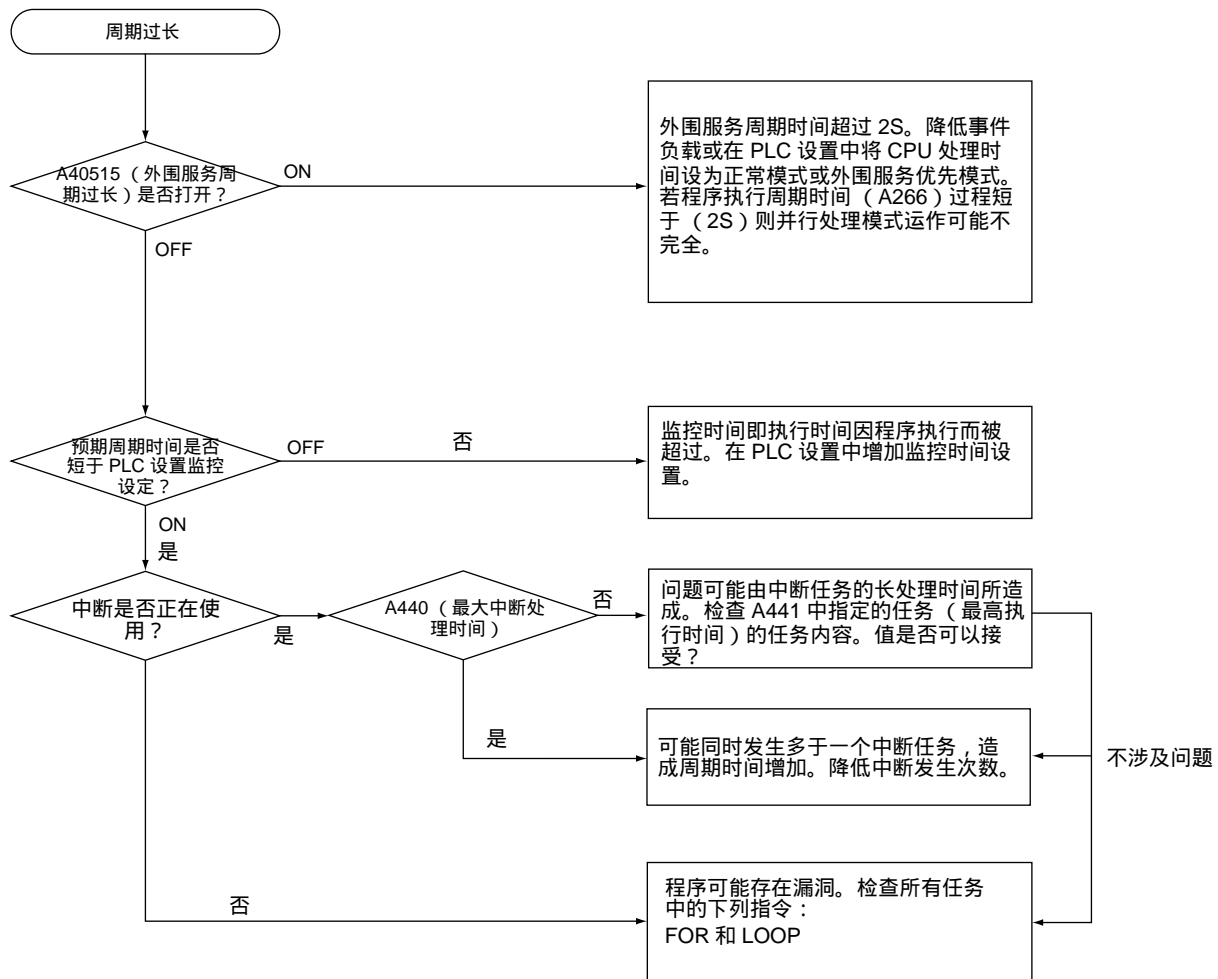 周期过长
A40515（外围服务周
期过长）是否打开？
ON
外围服务周期时间超过 2S。降低事件
负载或在 PLC 设置中将 CPU 处理时
间设为正常模式或外围服务优先模式。
若程序执行周期时间 （A266）过程短
于 （2S）则并行处理模式运作可能不
完全。
OFF
预期周期时间是否
短于 PLC 设置监控
设定？
OFF
否
监控时间即执行时间因程序执行而被
超过。在 PLC 设置中增加监控时间设
置。
ON
是
中断是否正在使
用？
是
A440（最大中断处
理时间）
否
问题可能由中断任务的长处理时间所造
成。检查 A441 中指定的任务 （最高执
行时间）的任务内容。值是否可以接
受？
是
可能同时发生多于一个中断任务，造
成周期时间增加。降低中断发生次数。
不涉及问题
否
程序可能存在漏洞。检查所有任务
中的下列指令：
FOR 和 LOOP